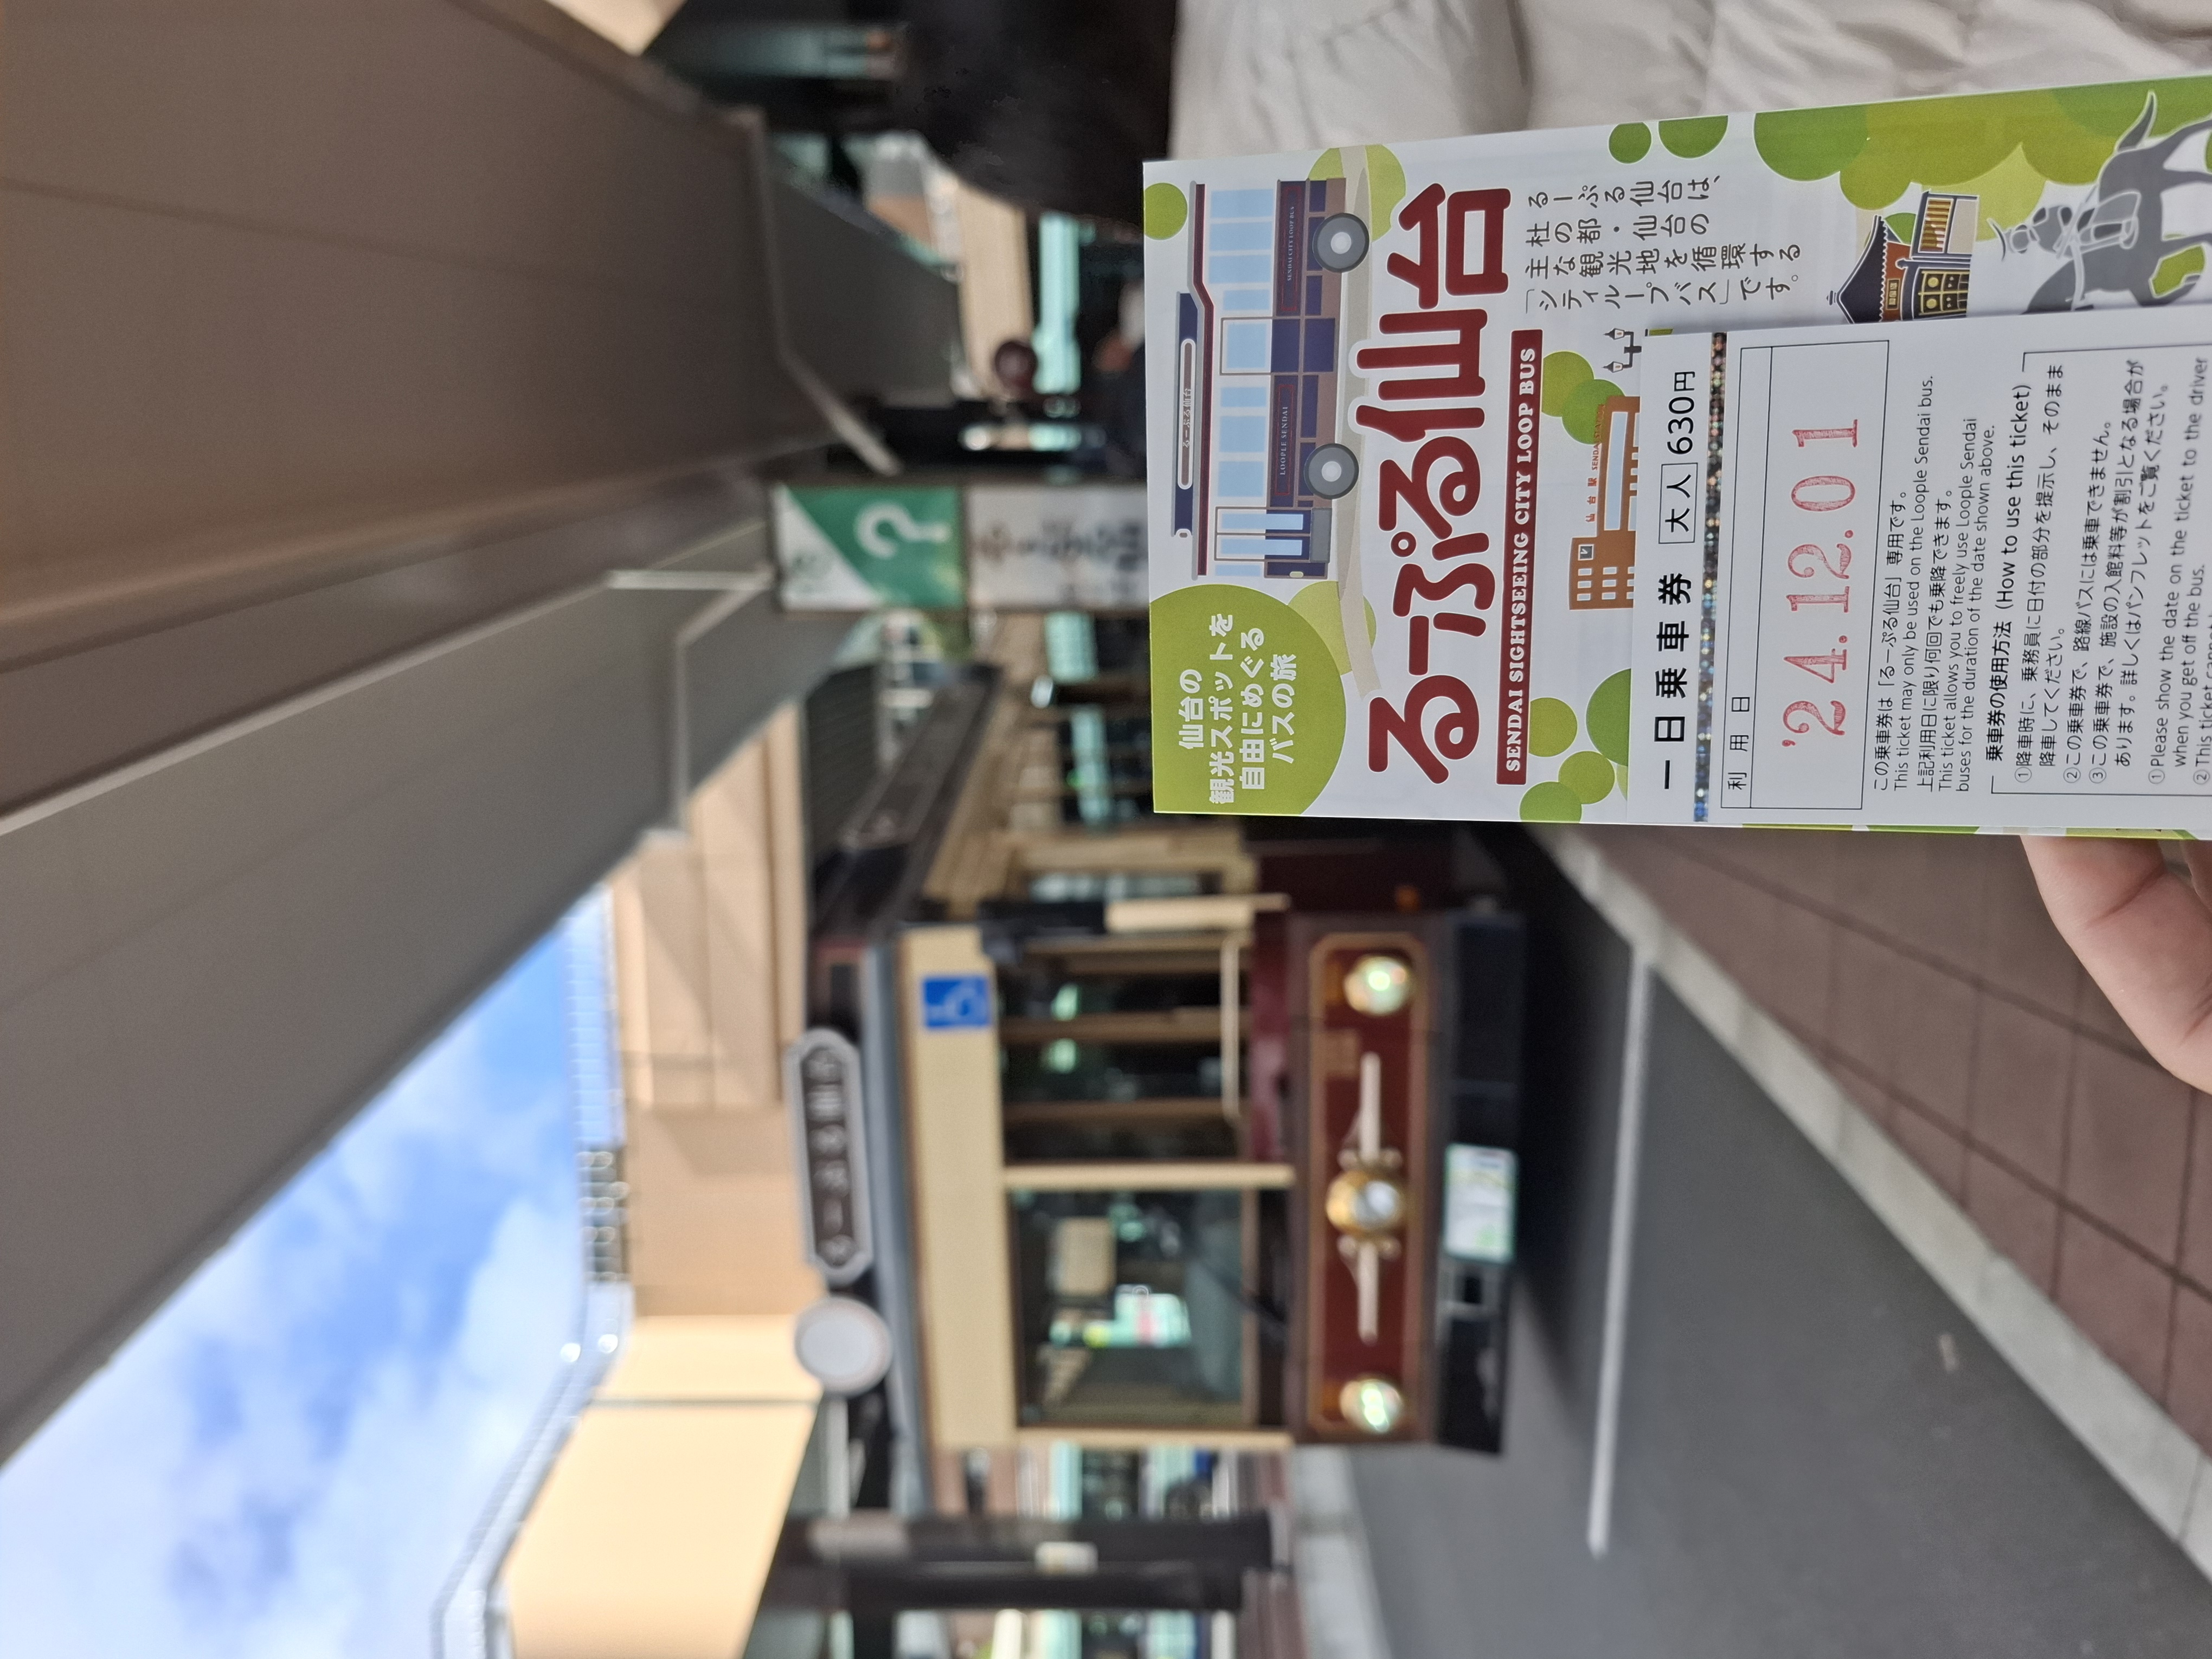 るーぷる仙台
?
仙台の
観光スポットを
自由にめぐる
バスの旅
るーぷる仙台
LOOPLE SENDAI
SENDAI CITY LOOP BUS
るーぷる仙台
SENDAI SIGHTSEEING CITY LOOP BUS
るーぷる仙台は、
杜の都・仙台の
主な観光地を循環する
「シティループバス」です。
仙台駅 SENDAI STATION
一日乗車券 大人 630円
利用日
'24.12.01
この乗車券は「るーぷる仙台」専用です。
This ticket may only be used on the Loople Sendai bus.
上記利用日に限り何回でも乗降できます。
This ticket allows you to freely use Loople Sendai
buses for the duration of the date shown above.
乗車券の使用方法（How to use this ticket）
①降車時に、乗務員に日付の部分を提示し、そのまま
降車してください。
②この乗車券で、路線バスには乗車できません。
③この乗車券で、施設の入館料等が割引となる場合が
あります。詳しくはパンフレットをご覧ください。
①Please show the date on the ticket to the driver
when you get off the bus.
②This ticket